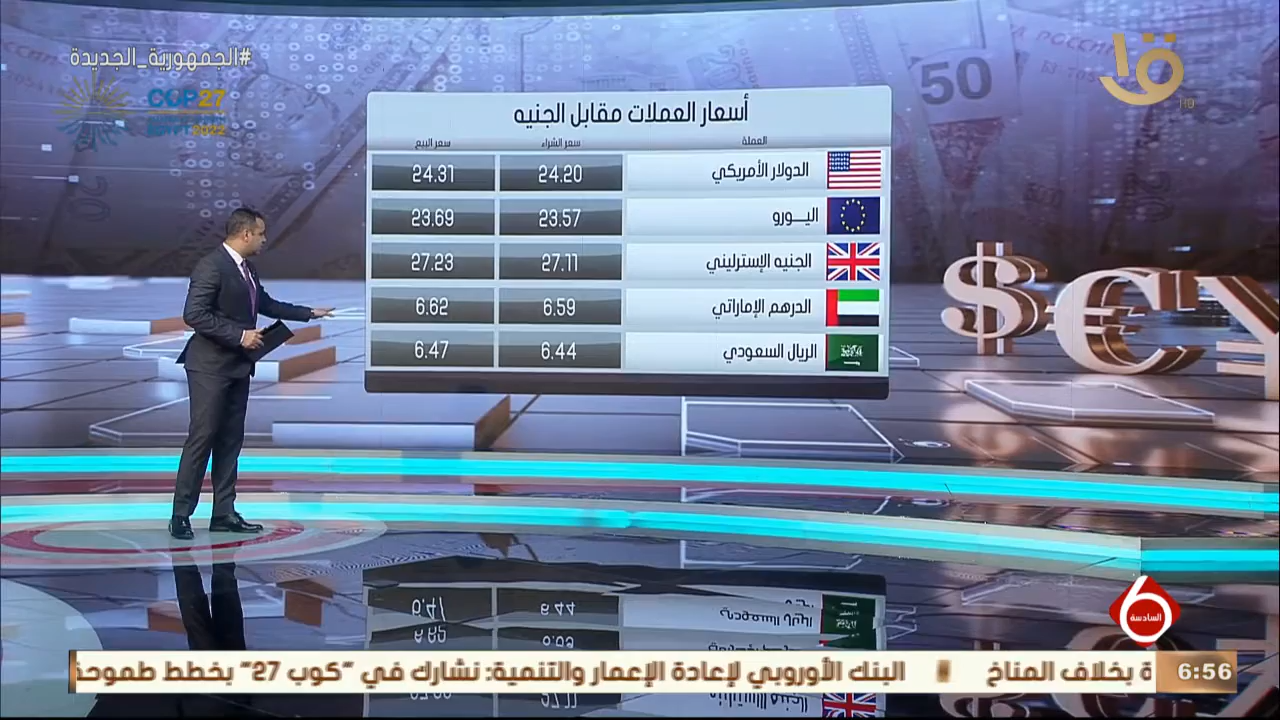 #الجمهورية_الجديدة
COP27
EGYPT 2022
HD
50
أسعار العملات مقابل الجنيه
العملة سعر الشراء سعر البيع
الدولار الأمريكي 24.20 24.31
اليـــورو 23.57 23.69
الجنيه الإسترليني 27.11 27.23
الدرهم الإماراتي 6.59 6.62
الريال السعودي 6.44 6.47
$€¥
6
السادسة
6:56
ة بخلاف المناخ البنك الأوروبي لإعادة الإعمار والتنمية: نشارك في "كوب 27" بخطط طموحة